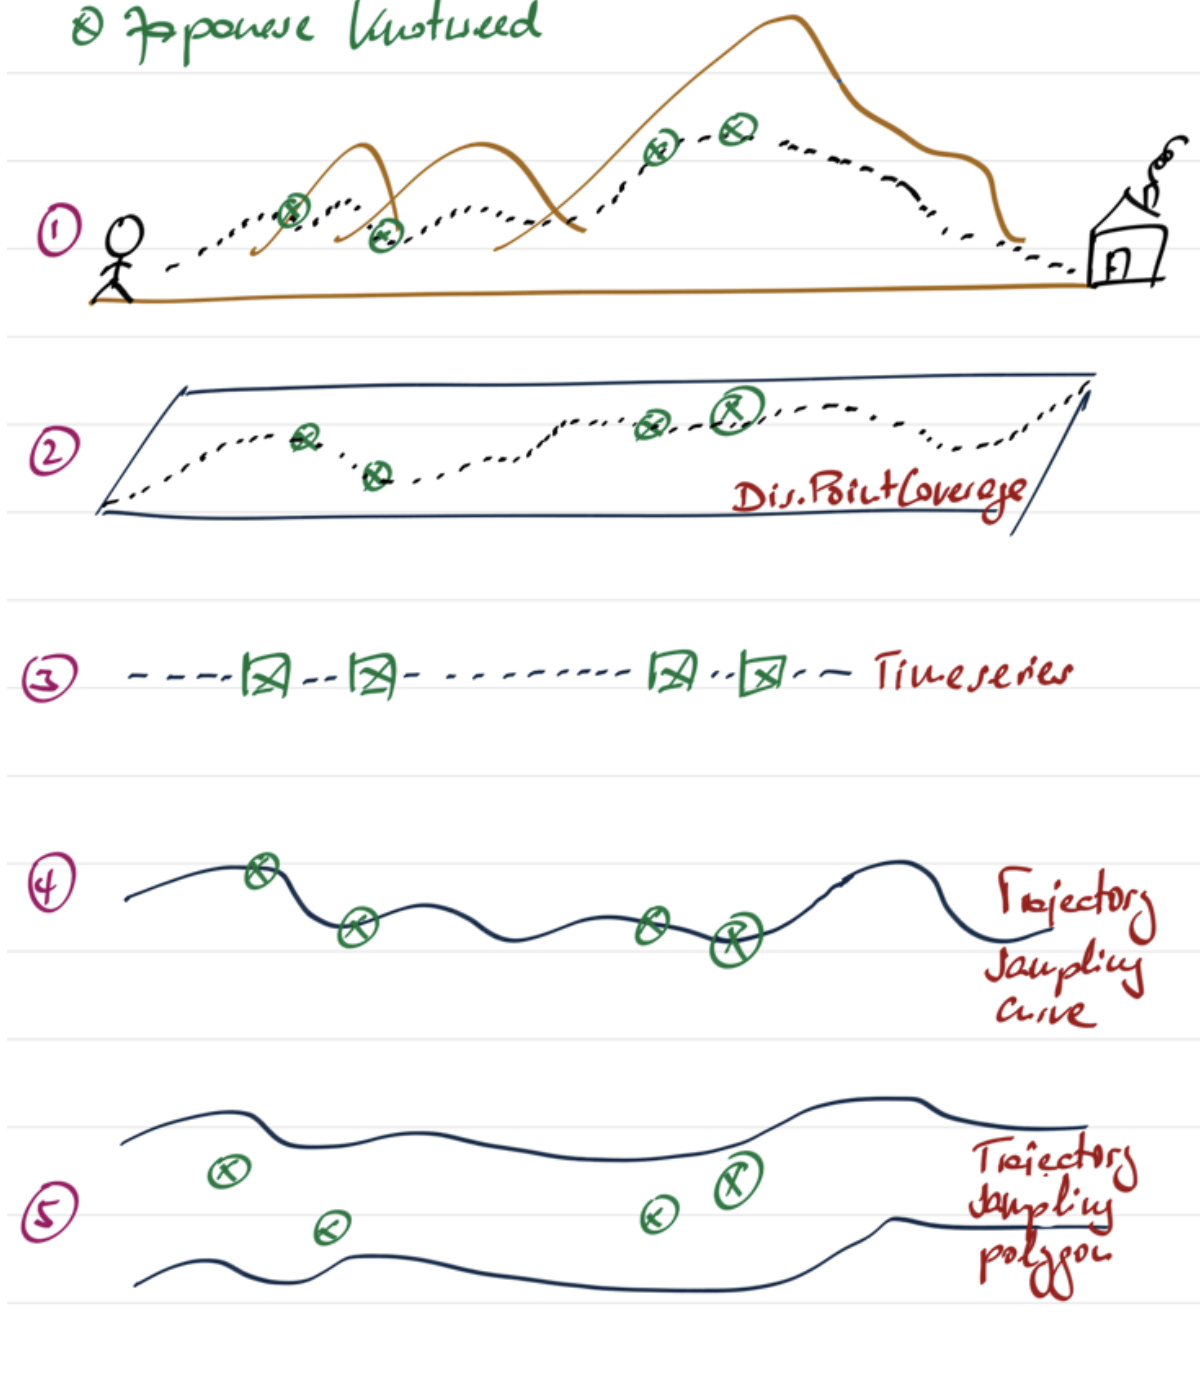 Japanese Knotweed
1
2
Dis.PointCoverage
3
Timeseries
4
Trajectory
Sampling
Curve
5
Trajectory
Sampling
polygon